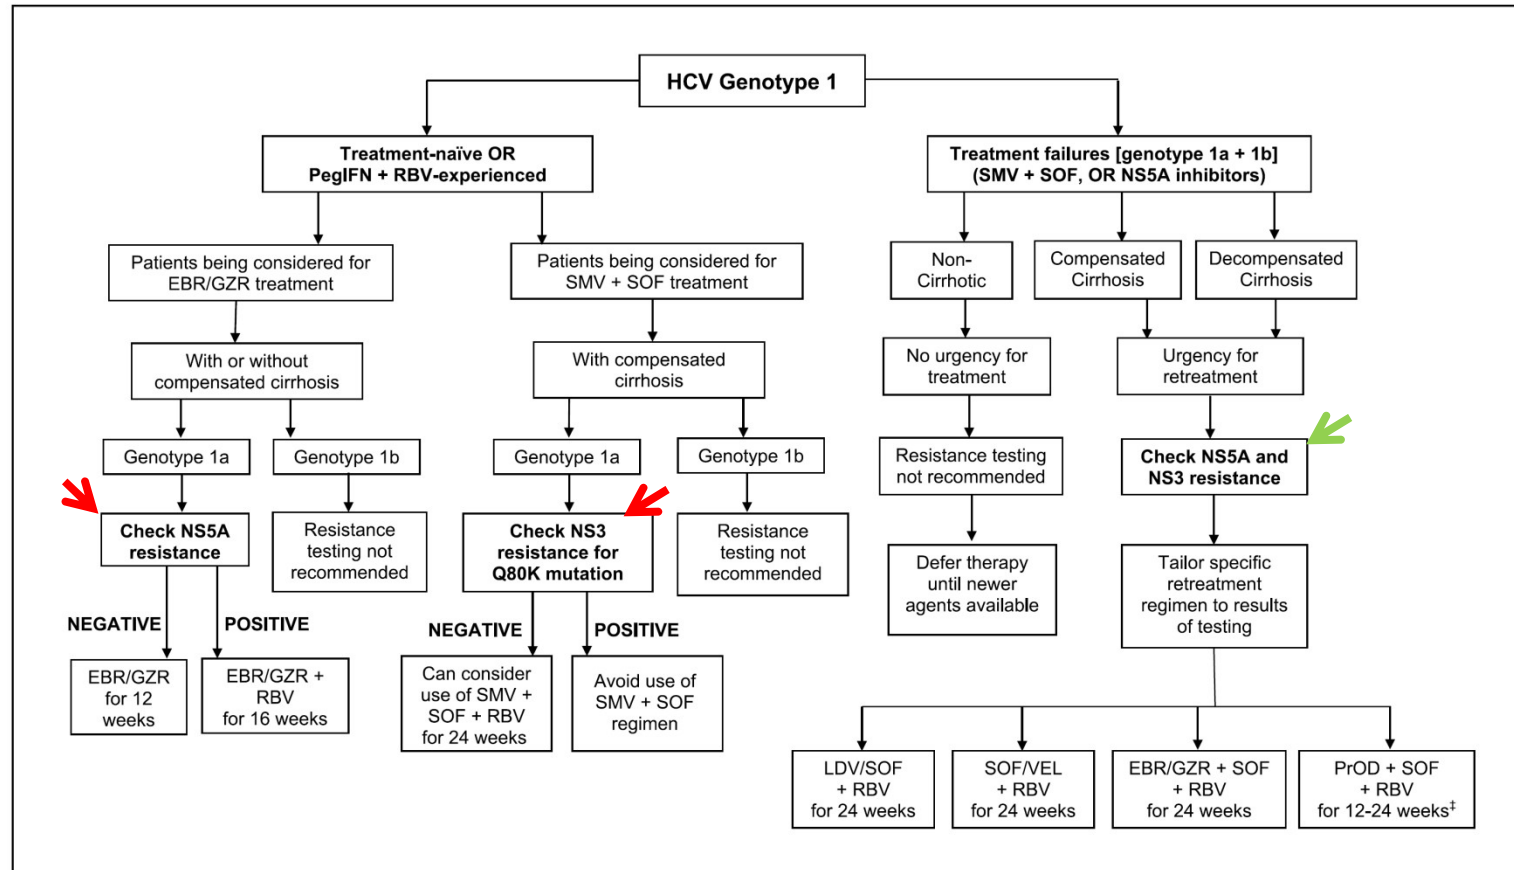 HCV Genotype 1
Treatment-naïve OR
PegIFN + RBV-experienced
Treatment failures [genotype 1a + 1b]
(SMV + SOF, OR NS5A inhibitors)
Patients being considered for
EBR/GZR treatment
Patients being considered for
SMV + SOF treatment
Non-
Cirrhotic
Compensated
Cirrhosis
Decompensated
Cirrhosis
With or without
compensated cirrhosis
With compensated
cirrhosis
No urgency for
treatment
Urgency for
retreatment
Genotype 1a
Genotype 1b
Genotype 1a
Genotype 1b
Resistance testing
not recommended
Check NS5A and
NS3 resistance
Check NS5A
resistance
Resistance
testing not
recommended
Check NS3
resistance for
Q80K mutation
Resistance
testing not
recommended
Defer therapy
until newer
agents available
Tailor specific
retreatment
regimen to results
of testing
NEGATIVE
POSITIVE
NEGATIVE
POSITIVE
EBR/GZR
for 12
weeks
EBR/GZR +
RBV
for 16 weeks
Can consider
use of SMV +
SOF + RBV
for 24 weeks
Avoid use of
SMV + SOF
regimen
LDV/SOF
+ RBV
for 24 weeks
SOF/VEL
+ RBV
for 24 weeks
EBR/GZR + SOF
+ RBV
for 24 weeks
PrOD + SOF
+ RBV
for 12-24 weeks‡